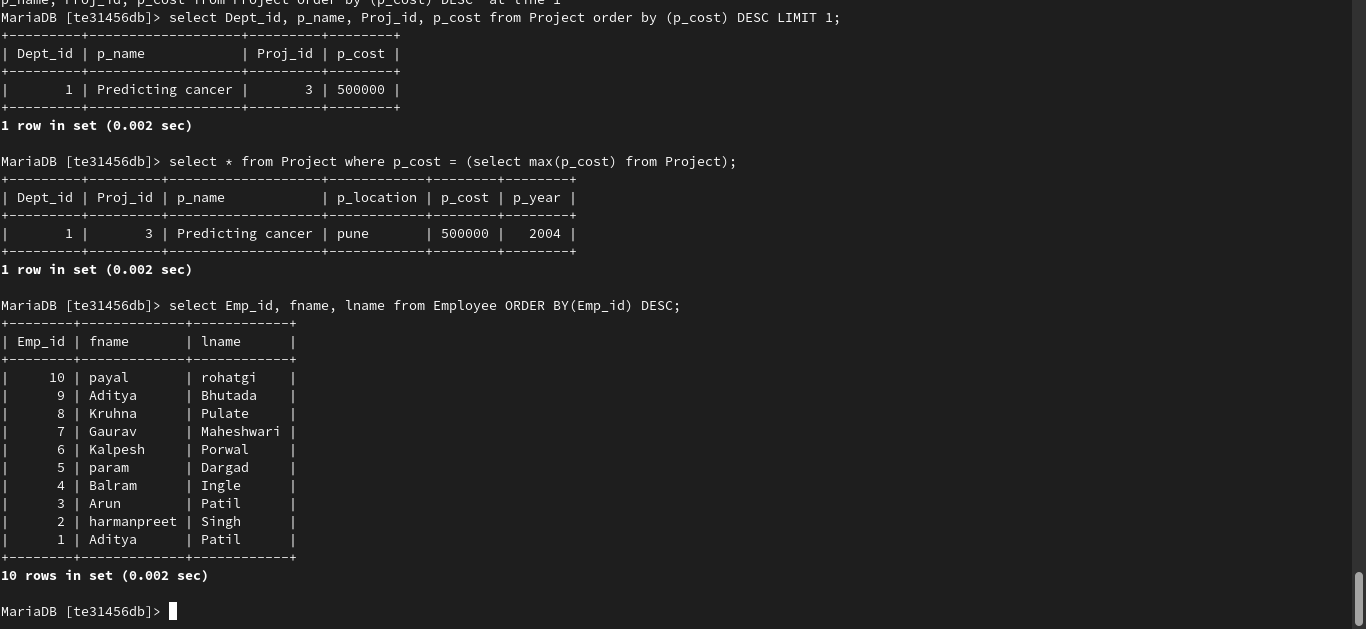 p_name, Proj_id, p_cost from Project order by (p_cost) DESC' at line 1
MariaDB [te31456db]> select Dept_id, p_name, Proj_id, p_cost from Project order by (p_cost) DESC LIMIT 1;
+---------+-------------------+---------+--------+
| Dept_id | p_name            | Proj_id | p_cost |
+---------+-------------------+---------+--------+
|       1 | Predicting cancer |       3 | 500000 |
+---------+-------------------+---------+--------+
1 row in set (0.002 sec)
MariaDB [te31456db]> select * from Project where p_cost = (select max(p_cost) from Project);
+---------+---------+-------------------+------------+--------+--------+
| Dept_id | Proj_id | p_name            | p_location | p_cost | p_year |
+---------+---------+-------------------+------------+--------+--------+
|       1 |       3 | Predicting cancer | pune       | 500000 |   2004 |
+---------+---------+-------------------+------------+--------+--------+
1 row in set (0.002 sec)
MariaDB [te31456db]> select Emp_id, fname, lname from Employee ORDER BY(Emp_id) DESC;
+--------+-------------+------------+
| Emp_id | fname       | lname      |
+--------+-------------+------------+
|     10 | payal       | rohatgi    |
|      9 | Aditya      | Bhutada    |
|      8 | Kruhna      | Pulate     |
|      7 | Gaurav      | Maheshwari |
|      6 | Kalpesh     | Porwal     |
|      5 | param       | Dargad     |
|      4 | Balram      | Ingle      |
|      3 | Arun        | Patil      |
|      2 | harmanpreet | Singh      |
|      1 | Aditya      | Patil      |
+--------+-------------+------------+
10 rows in set (0.002 sec)
MariaDB [te31456db]>